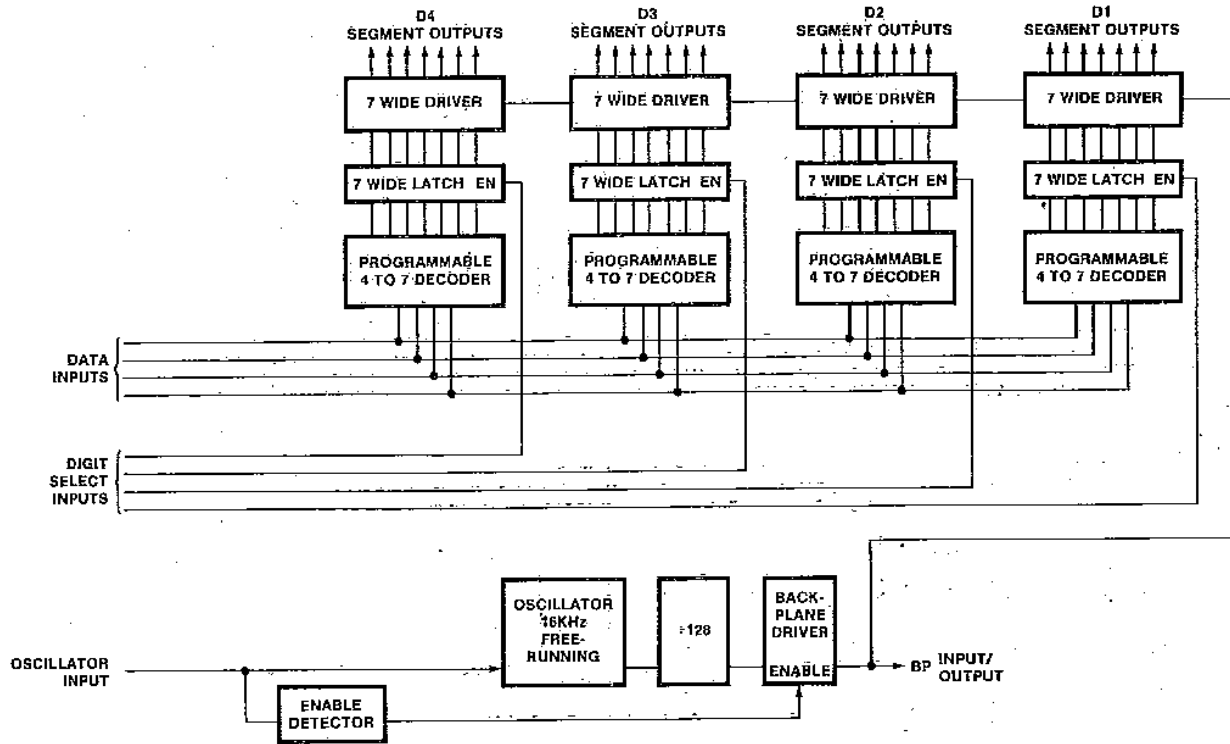 D4
SEGMENT OUTPUTS
D3
SEGMENT OUTPUTS
D2
SEGMENT OUTPUTS
D1
SEGMENT OUTPUTS
7 WIDE DRIVER
7 WIDE DRIVER
7 WIDE DRIVER
7 WIDE DRIVER
7 WIDE LATCH EN
7 WIDE LATCH EN
7 WIDE LATCH EN
7 WIDE LATCH EN
PROGRAMMABLE
4 TO 7 DECODER
PROGRAMMABLE
4 TO 7 DECODER
PROGRAMMABLE
4 TO 7 DECODER
PROGRAMMABLE
4 TO 7 DECODER
DATA
INPUTS
DIGIT
SELECT
INPUTS
OSCILLATOR
INPUT
OSCILLATOR
16KHz
FREE-
RUNNING
÷128
BACK-
PLANE
DRIVER
ENABLE
BP INPUT/
OUTPUT
ENABLE
DETECTOR